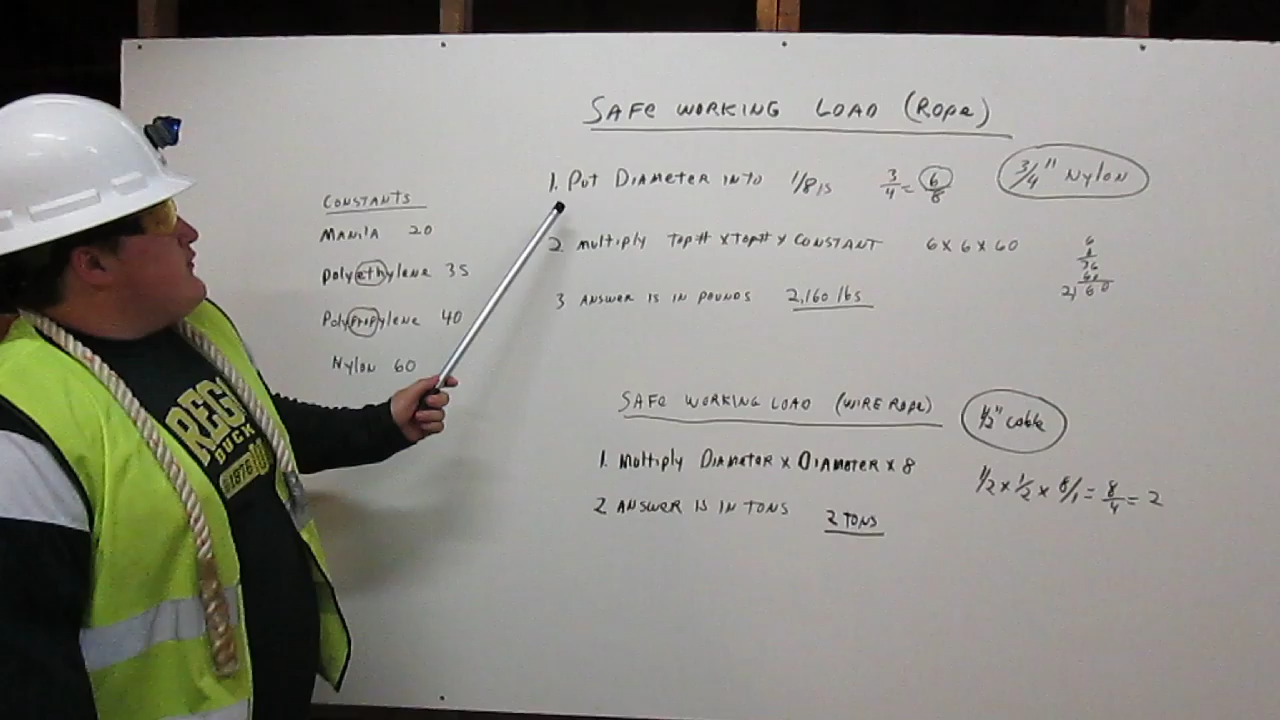 SAFE WORKING LOAD (ROPE)
1. PUT DIAMETER INTO 1/8 IS 3/4 = 6/8
3/4" NYLON
2. MULTIPLY TOP# X TOP# X CONSTANT 6 X 6 X 60
3 ANSWER IS IN POUNDS 2,160 lbs
6
6
36
60
2,160
CONSTANTS
MANILA 20
Polyethylene 35
Polypropylene 40
Nylon 60
SAFE WORKING LOAD (WIRE ROPE)
1/2" cable
1. Multiply DIAMETER X DIAMETER X 8
1/2 x 1/2 x 8/1 = 8/4 = 2
2 ANSWER IS IN TONS 2 TONS
DUCK
1876